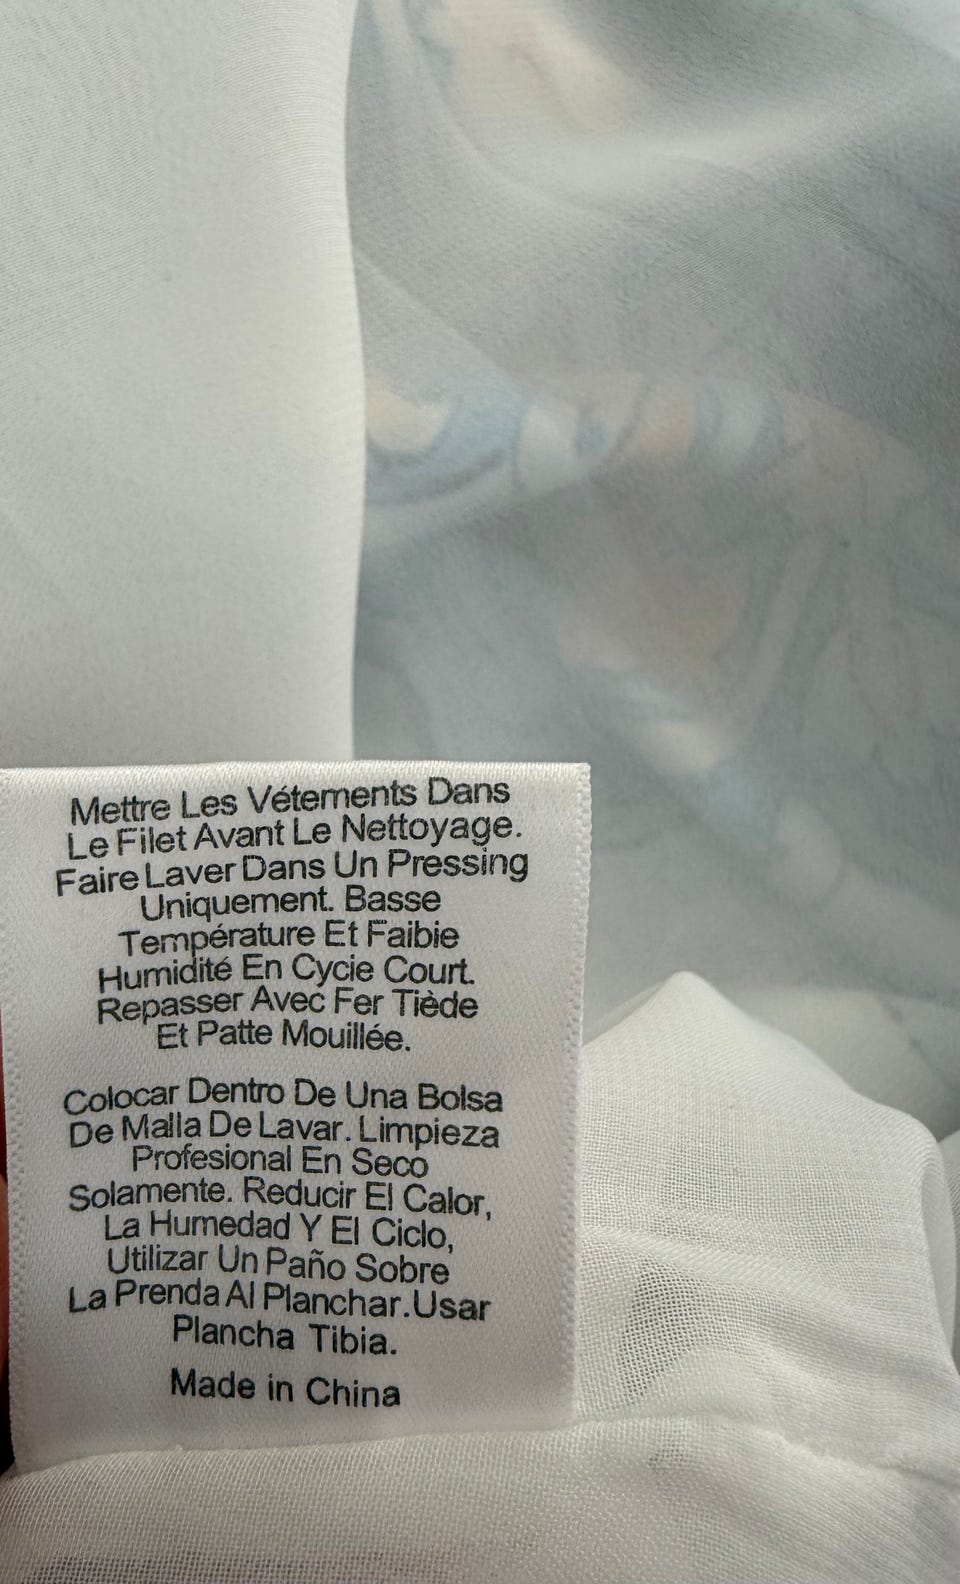 Mettre Les Vétements Dans
Le Filet Avant Le Nettoyage.
Faire Laver Dans Un Pressing
Uniquement. Basse
Température Et Faibie
Humidité En Cycie Court.
Repasser Avec Fer Tiède
Et Patte Mouillée.
Colocar Dentro De Una Bolsa
De Malla De Lavar. Limpieza
Profesional En Seco
Solamente. Reducir El Calor,
La Humedad Y El Ciclo,
Utilizar Un Paño Sobre
La Prenda Al Planchar.Usar
Plancha Tibia.
Made in China